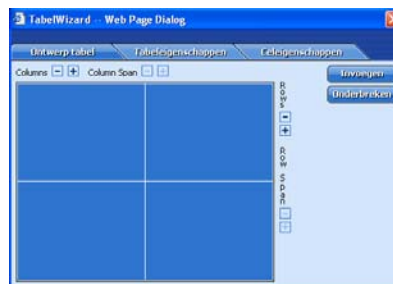 TabelWizard -- Web Page Dialog
Ontwerp tabel Tabeleigenschappen Celeigenschappen
Columns - + Column Span - +
Invoegen
Onderbreken
Rows
- +
Row Span
- +